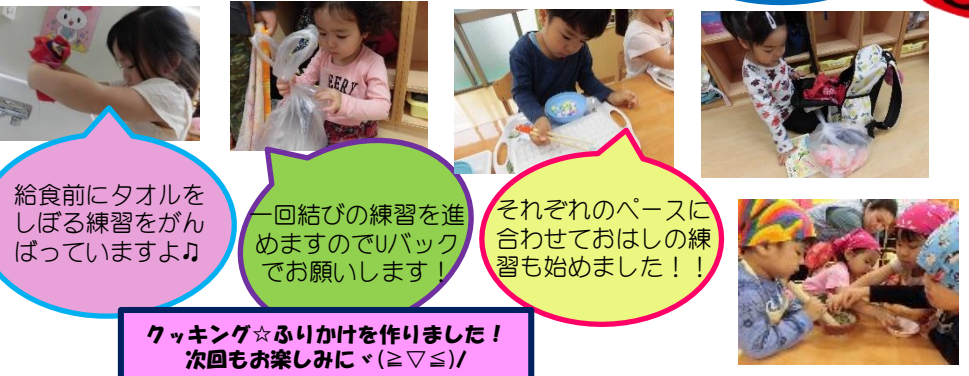 給食前にタオルを
しぼる練習をがん
ばっていますよ♫
一回結びの練習を進
めますのでUバック
でお願いします！
それぞれのペースに
合わせておはしの練
習も始めました！！
クッキング☆ふりかけを作りました！
次回もお楽しみにヾ(≧▽≦)/